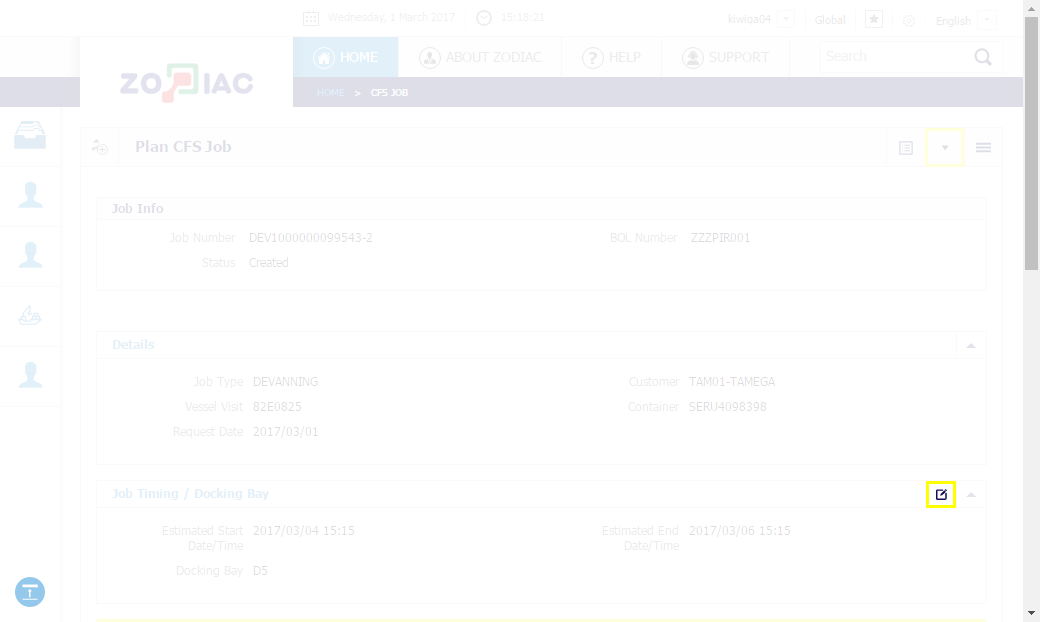 Wednesday, 1 March 2017 15:18:21 kiwiqa04 Global English
ZODIAC
HOME ABOUT ZODIAC HELP SUPPORT Search
HOME > CFS JOB
Plan CFS Job
Job Info
Job Number DEV1000000099543-2 BOL Number ZZZPIR001
Status Created
Details
Job Type DEVANNING Customer TAM01-TAMEGA
Vessel Visit 82E0825 Container SERU4098398
Request Date 2017/03/01
Job Timing / Docking Bay
Estimated Start 2017/03/04 15:15 Estimated End 2017/03/06 15:15
Date/Time Date/Time
Docking Bay D5